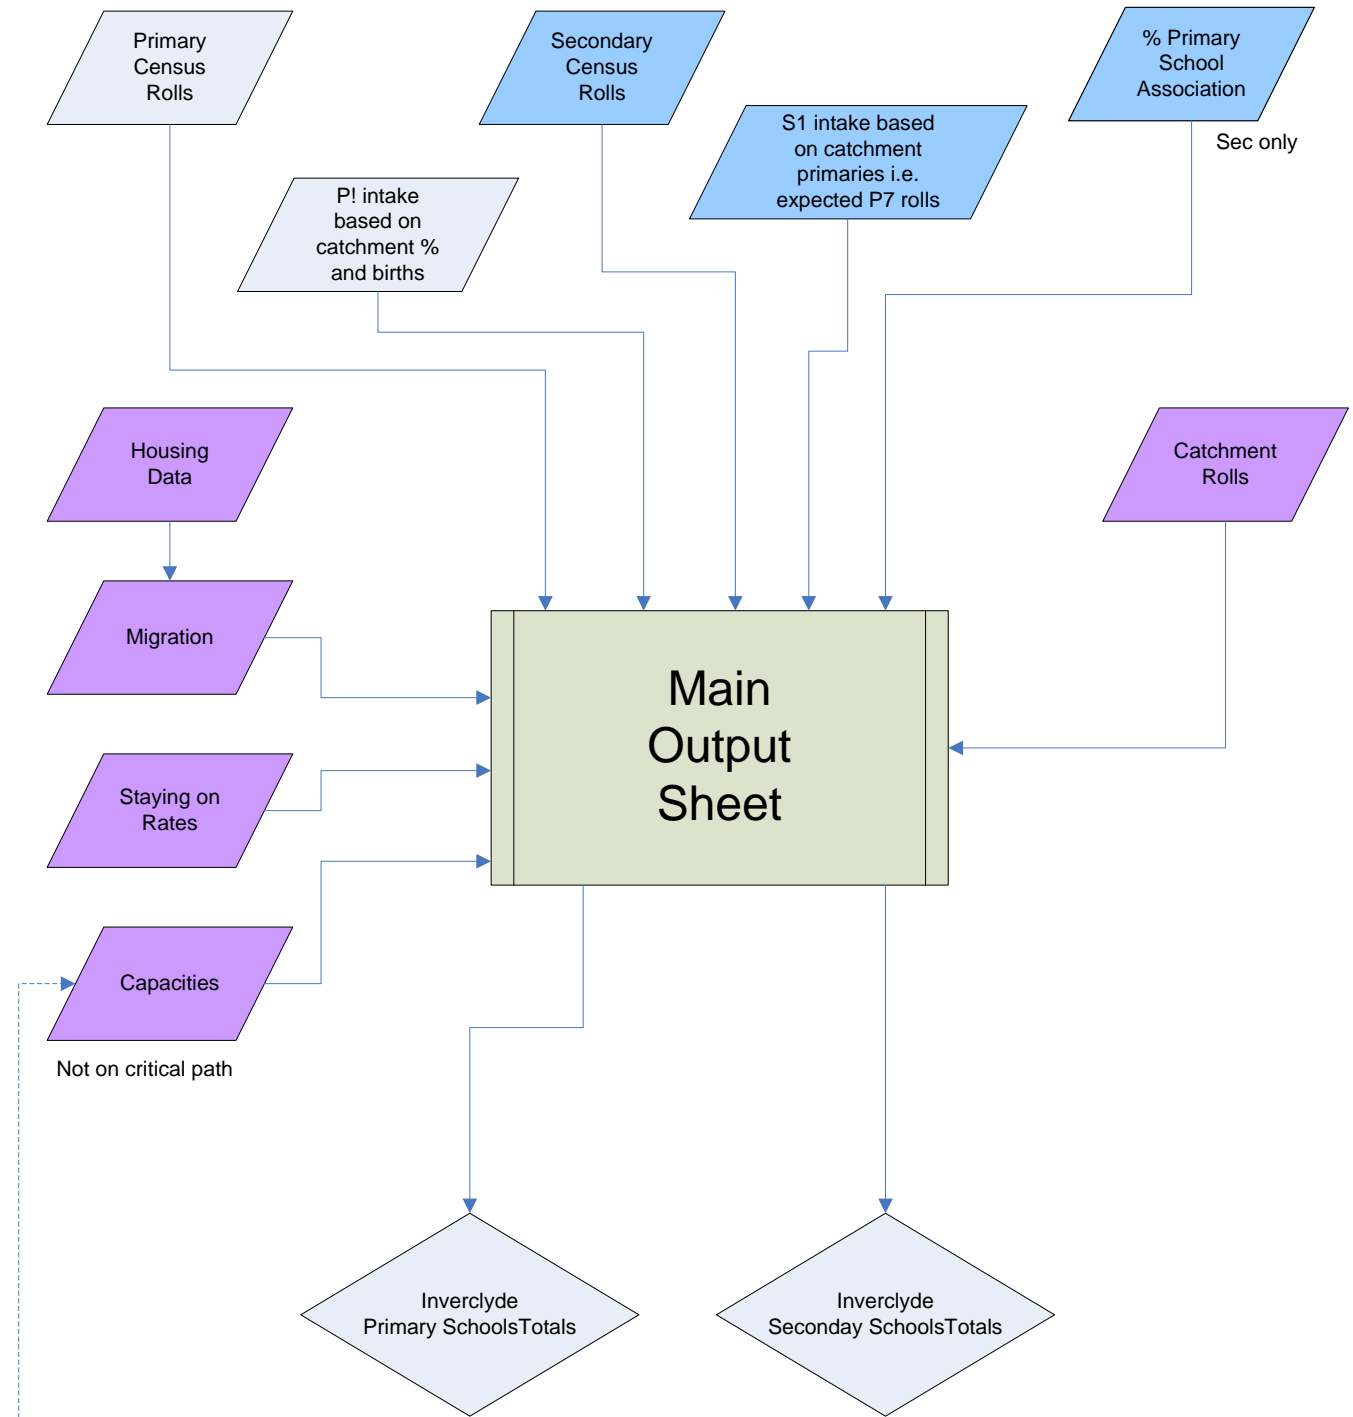 Primary
Census
Rolls
Secondary
Census
Rolls
% Primary
School
Association
Sec only
S1 intake based
on catchment
primaries i.e.
expected P7 rolls
P! intake
based on
catchment %
and births
Housing
Data
Catchment
Rolls
Migration
Main
Output
Sheet
Staying on
Rates
Capacities
Not on critical path
Inverclyde
Primary SchoolsTotals
Inverclyde
Seconday SchoolsTotals